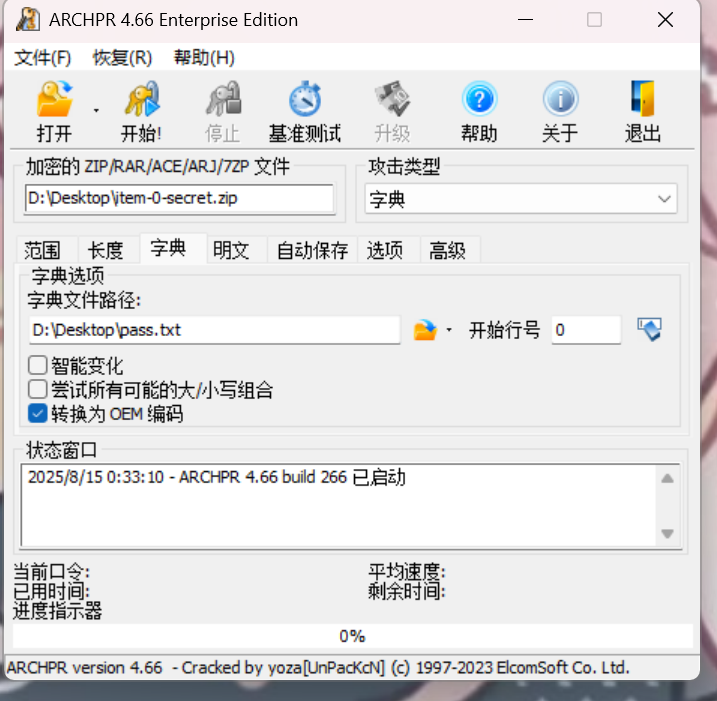 ARCHPR 4.66 Enterprise Edition
文件(F) 恢复(R) 帮助(H)
打开 开始! 停止 基准测试 升级 帮助 关于 退出
加密的 ZIP/RAR/ACE/ARJ/7ZP 文件
D:\Desktop\item-0-secret.zip
攻击类型
字典
范围 长度 字典 明文 自动保存 选项 高级
字典选项
字典文件路径:
D:\Desktop\pass.txt 开始行号 0
智能变化
尝试所有可能的大/小写组合
转换为 OEM 编码
状态窗口
2025/8/15 0:33:10 - ARCHPR 4.66 build 266 已启动
当前口令: 平均速度:
已用时间: 剩余时间:
进度指示器
0%
ARCHPR version 4.66 - Cracked by yoza[UnPacKcN] (c) 1997-2023 ElcomSoft Co. Ltd.